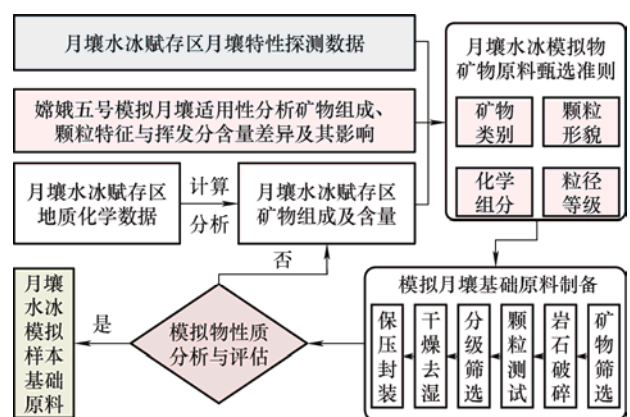 月壤水冰赋存区月壤特性探测数据
嫦娥五号模拟月壤适用性分析矿物组成、
颗粒特征与挥发分含量差异及其影响
月壤水冰赋存区
地质化学数据
计算
分析
月壤水冰赋存区
矿物组成及含量
月壤水冰模拟物
矿物原料甄选准则
矿物
类别
颗粒
形貌
化学
组分
粒径
等级
模拟月壤基础原料制备
保压封装
干燥去湿
分级筛选
颗粒测试
岩石破碎
矿物筛选
否
模拟物性质
分析与评估
是
月壤
水冰
模拟
样本
基础
原料